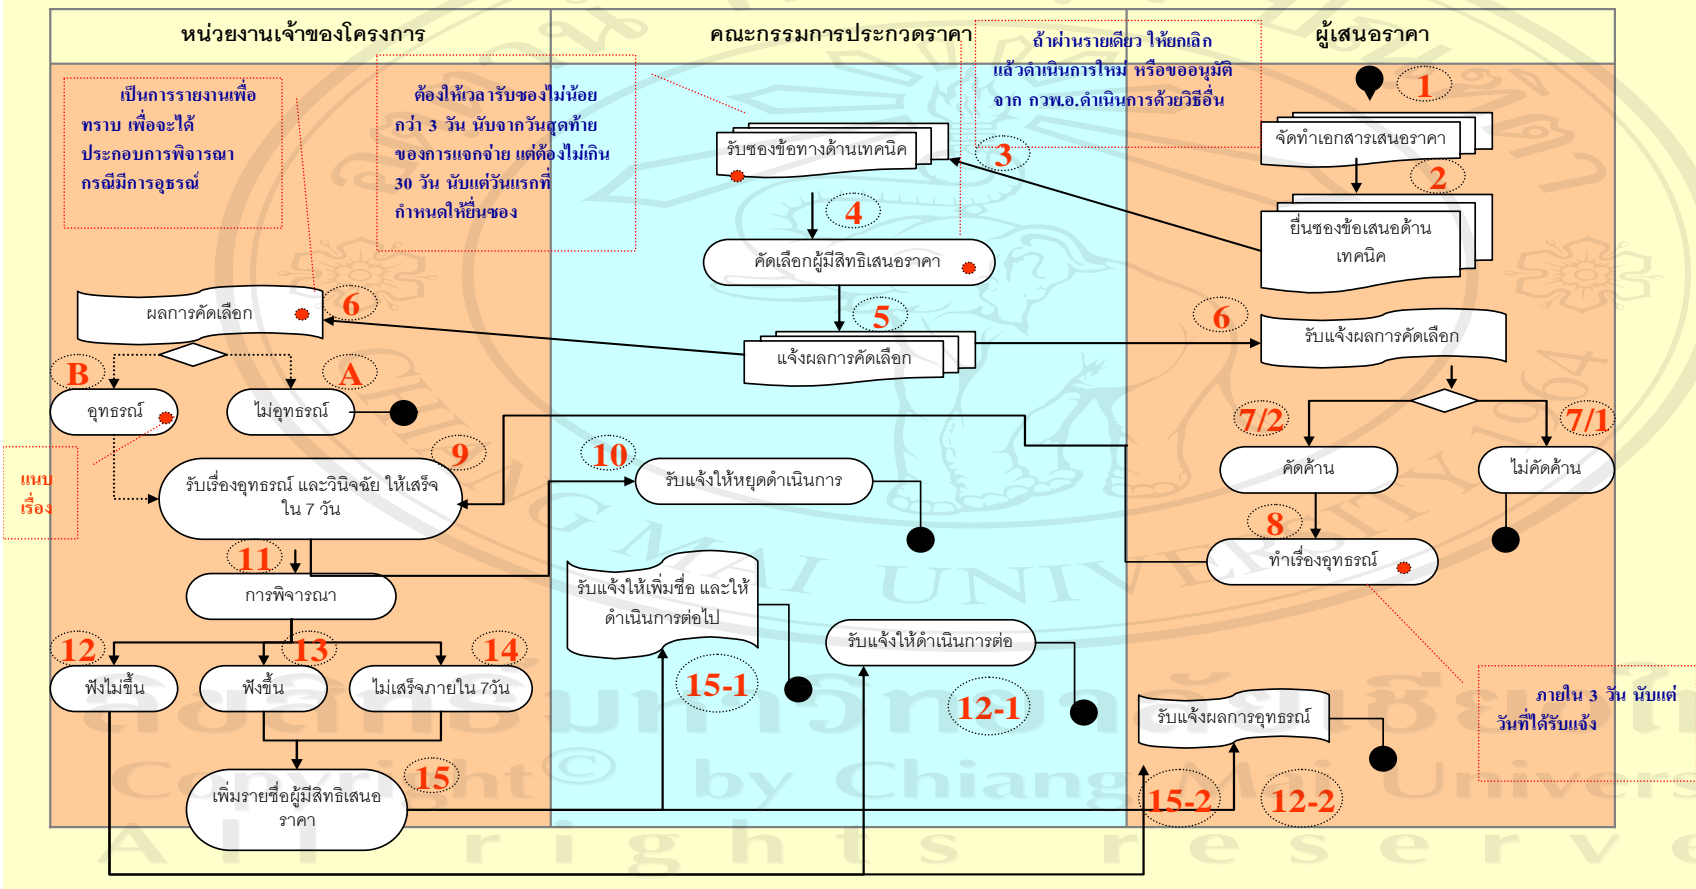 หน่วยงานเจ้าของโครงการ
คณะกรรมการประกวดราคา
ผู้เสนอราคา
เป็นการรายงานเพื่อ
ทราบ เพื่อจะได้
ประกอบการพิจารณา
กรณีมีการอุธรณ์
ต้องให้เวลารับซองไม่น้อย
กว่า 3 วัน นับจากวันสุดท้าย
ของการแจกจ่าย แต่ต้องไม่เกิน
30 วัน นับแต่วันแรกที่
กำหนดให้ยื่นซอง
ถ้าผ่านรายเดียว ให้ยกเลิก
แล้วดำเนินการใหม่ หรือขออนุมัติ
จาก กวพ.อ.ดำเนินการด้วยวิธีอื่น
1
จัดทำเอกสารเสนอราคา
2
ยื่นซองข้อเสนอด้าน
เทคนิค
3
รับซองข้อทางด้านเทคนิค
4
คัดเลือกผู้มีสิทธิเสนอราคา
5
แจ้งผลการคัดเลือก
6
ผลการคัดเลือก
6
รับแจ้งผลการคัดเลือก
B
อุทธรณ์
A
ไม่อุทธรณ์
แนบ
เรื่อง
7/2
คัดค้าน
7/1
ไม่คัดค้าน
8
ทำเรื่องอุทธรณ์
ภายใน 3 วัน นับแต่
วันที่ได้รับแจ้ง
9
รับเรื่องอุทธรณ์ และวินิจฉัย ให้เสร็จ
ใน 7 วัน
10
รับแจ้งให้หยุดดำเนินการ
11
การพิจารณา
12
ฟังไม่ขึ้น
13
ฟังขึ้น
14
ไม่เสร็จภายใน 7วัน
15
เพิ่มรายชื่อผู้มีสิทธิเสนอ
ราคา
รับแจ้งให้เพิ่มชื่อ และให้
ดำเนินการต่อไป
15-1
รับแจ้งให้ดำเนินการต่อ
12-1
รับแจ้งผลการอุทธรณ์
15-2
12-2
CHIANG MAI UNIVERSITY 1964
Copyright© by Chiang Mai Univers
All rights reserve